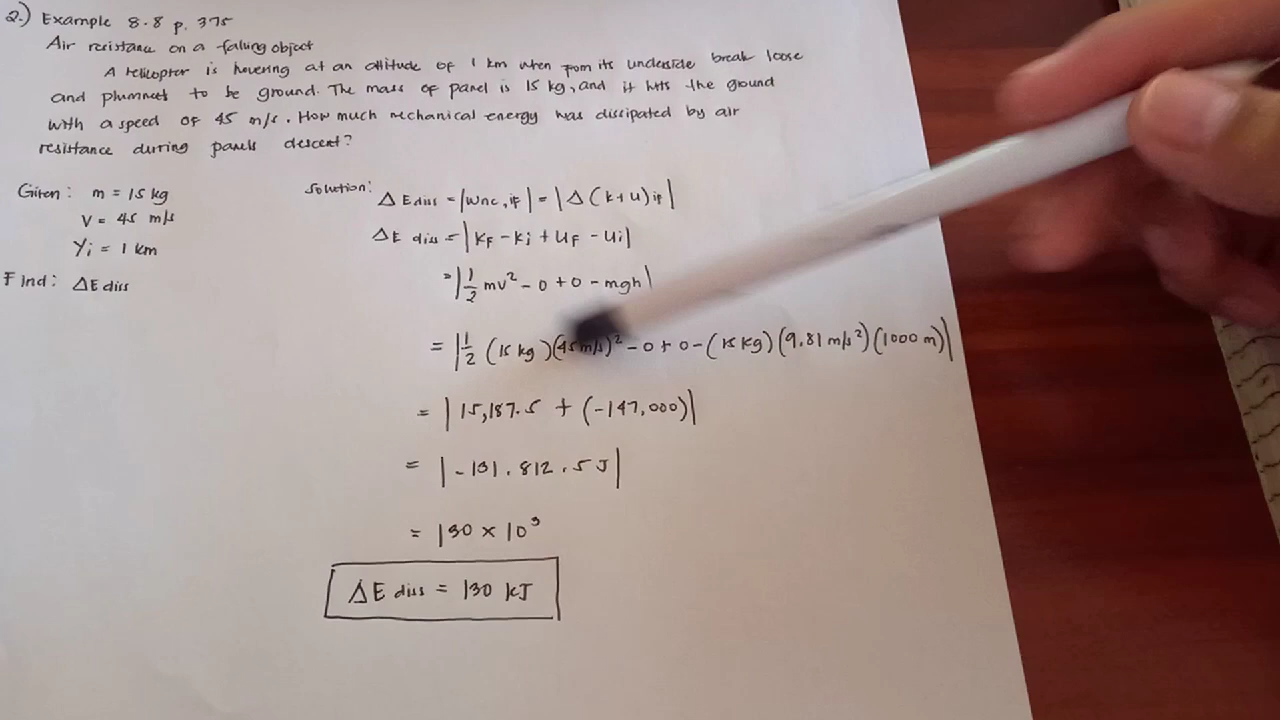 2.) Example 8.8 p. 375
Air resistance on a falling object
A helicopter is hovering at an altitude of 1 km when from its underside break loose
and plummets to be ground. The mass of panel is 15 kg, and it hits the ground
with a speed of 45 m/s. How much mechanical energy was dissipated by air
resistance during panels descent?
Given: m = 15 kg
V = 45 m/s
Yi = 1 km
Find: ΔE diss
Solution:
ΔE diss = |Wnc, if| = |Δ(k+u) if|
ΔE diss = |KF - Ki + UF - Ui|
= |1/2 mv² - 0 + 0 - mgh|
= |1/2 (15 kg)(45 m/s)² - 0 + 0 - (15 kg)(9.81 m/s²)(1000 m)|
= |15,187.5 + (-147,000)|
= |-131.812.5 J|
= 130 × 10³
ΔE diss = 130 kJ